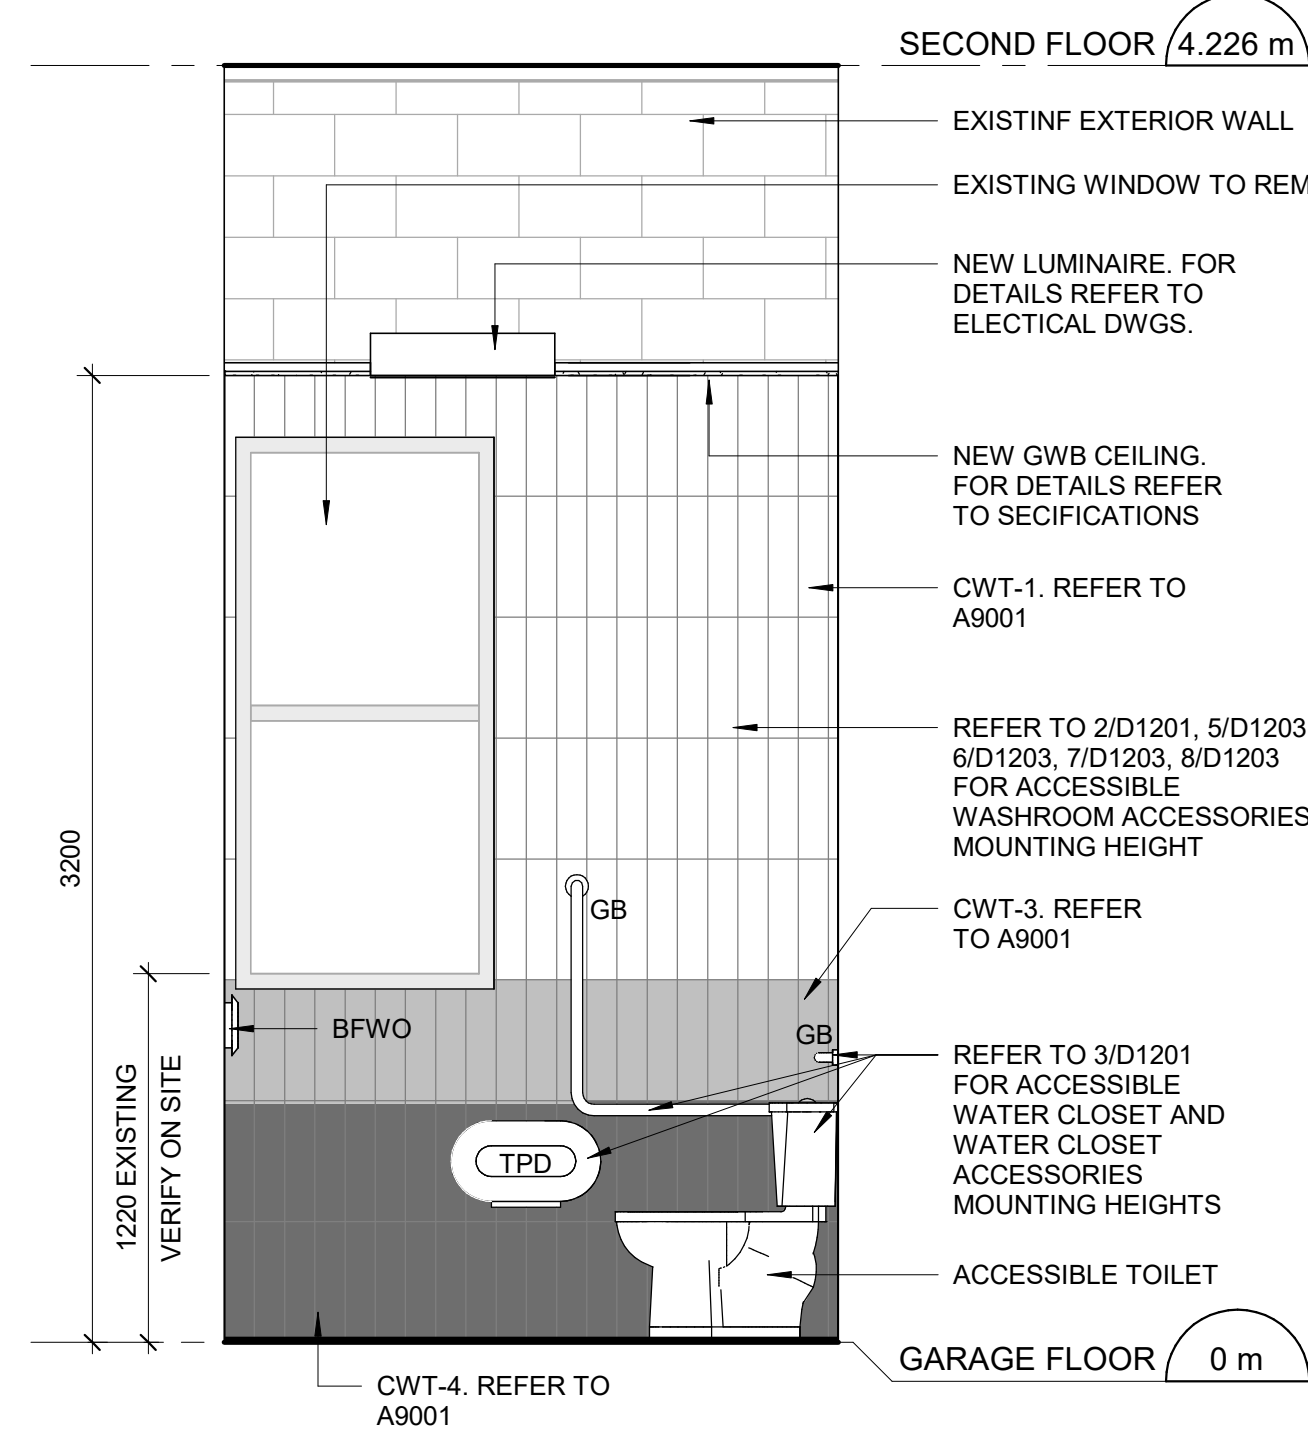 SECOND FLOOR 4.226 m
EXISTINF EXTERIOR WALL
EXISTING WINDOW TO REM
NEW LUMINAIRE. FOR
DETAILS REFER TO
ELECTICAL DWGS.
NEW GWB CEILING.
FOR DETAILS REFER
TO SECIFICATIONS
CWT-1. REFER TO
A9001
REFER TO 2/D1201, 5/D1203
6/D1203, 7/D1203, 8/D1203
FOR ACCESSIBLE
WASHROOM ACCESSORIES
MOUNTING HEIGHT
3200
GB
CWT-3. REFER
TO A9001
BFWO
GB
REFER TO 3/D1201
FOR ACCESSIBLE
WATER CLOSET AND
WATER CLOSET
ACCESSORIES
MOUNTING HEIGHTS
1220 EXISTING
VERIFY ON SITE
TPD
ACCESSIBLE TOILET
GARAGE FLOOR 0 m
CWT-4. REFER TO
A9001